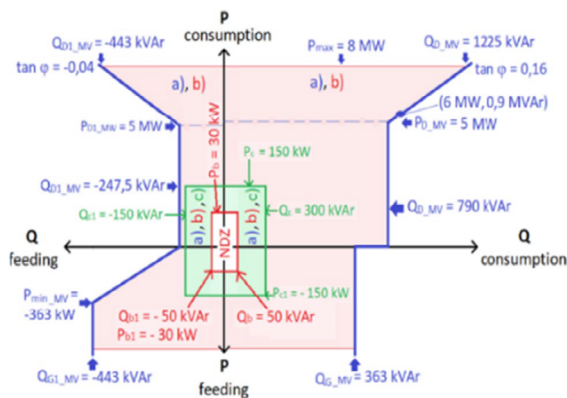 P
consumption
Q_D1_MV = -443 kVAr
tan φ = -0,04
P_max = 8 MW
Q_D_MV = 1225 kVAr
tan φ = 0,16
a), b)
a), b)
(6 MW, 0,9 MVAr)
P_D1_MW = 5 MW
P_D_MV = 5 MW
P_b = 30 kW
P_c = 150 kW
Q_D1_MV = -247,5 kVAr
Q_c1 = -150 kVAr
a), b), c)
a), b), c)
Q_c = 300 kVAr
Q_D_MV = 790 kVAr
NDZ
Q
feeding
Q
consumption
P_min_MV =
-363 kW
P_c1 = - 150 kW
Q_b1 = - 50 kVAr
P_b1 = - 30 kW
Q_b = 50 kVAr
Q_G1_MV = -443 kVAr
P
feeding
Q_G_MV = 363 kVAr